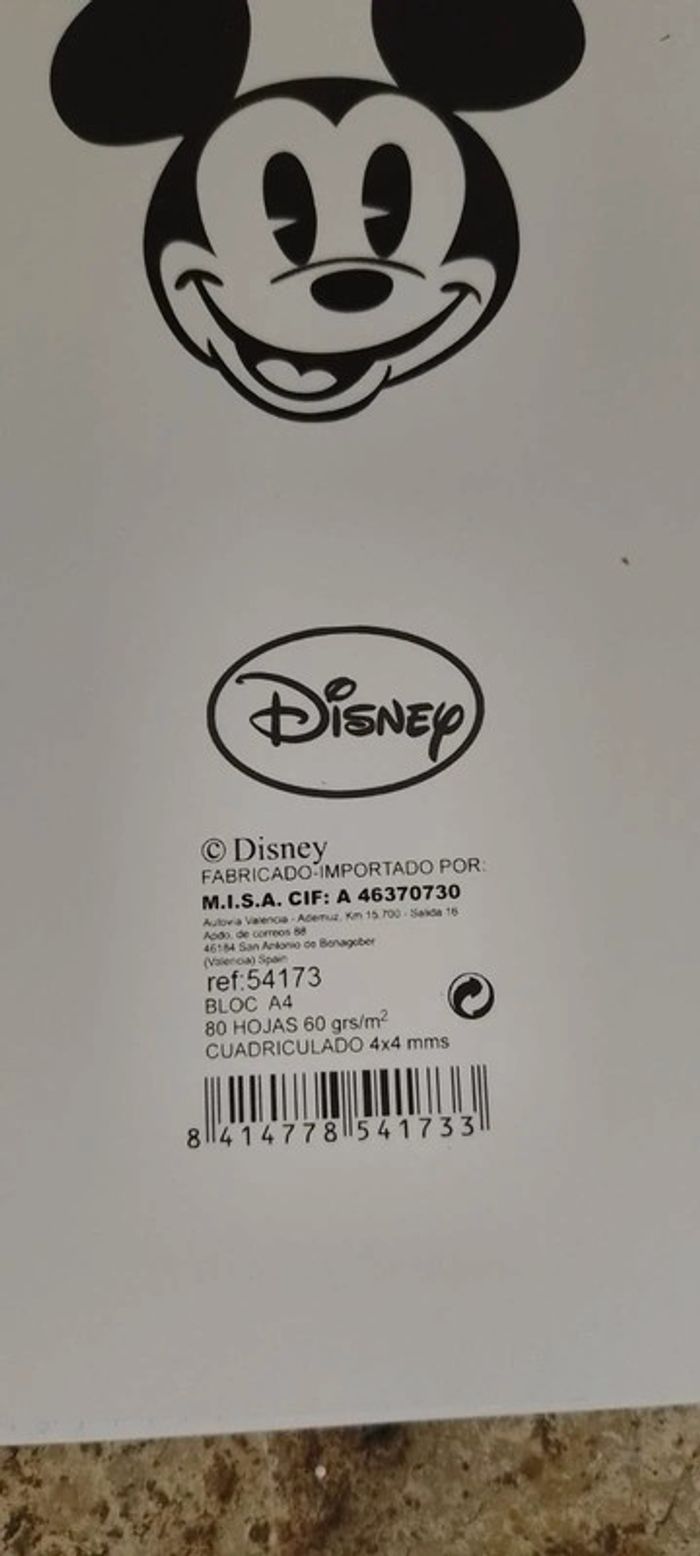 Disney
© Disney
FABRICADO-IMPORTADO POR:
M.I.S.A. CIF: A 46370730
Autovia Valencia - Ademuz, Km 15.700 - Salida 16
Apdo. de correos 88
46184 San Antonio de Benageber
(Valencia) Spain
ref:54173
BLOC A4
80 HOJAS 60 grs/m²
CUADRICULADO 4x4 mms
8 414778 541733